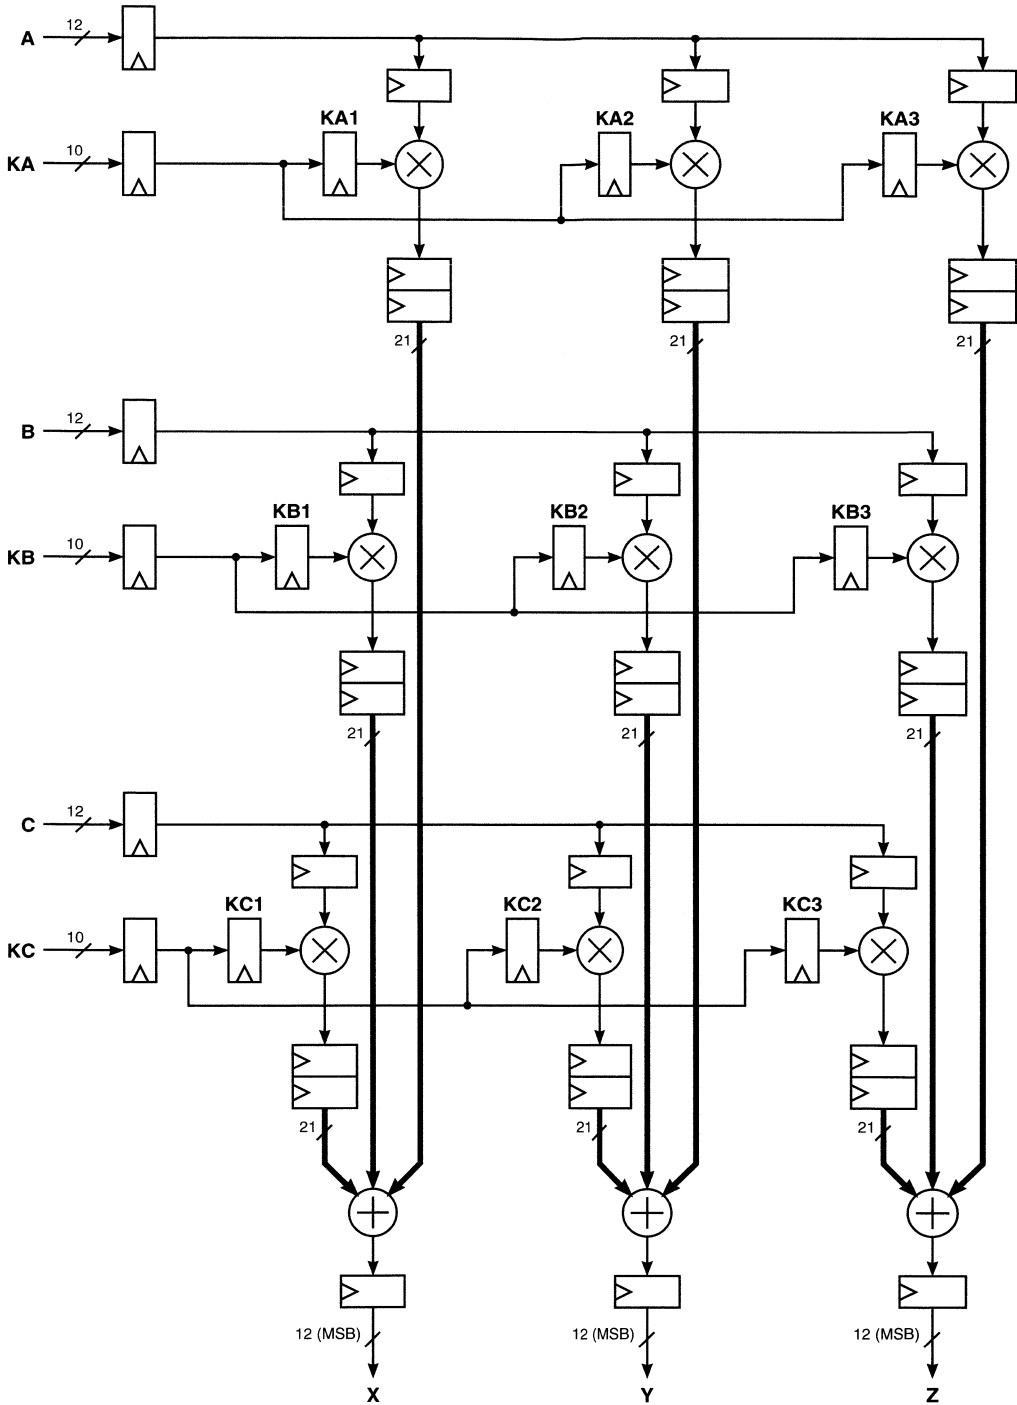 A 12
KA1 KA2 KA3
KA 10
21 21 21
B 12
KB1 KB2 KB3
KB 10
21 21 21
C 12
KC1 KC2 KC3
KC 10
21 21 21
12 (MSB) 12 (MSB) 12 (MSB)
X Y Z